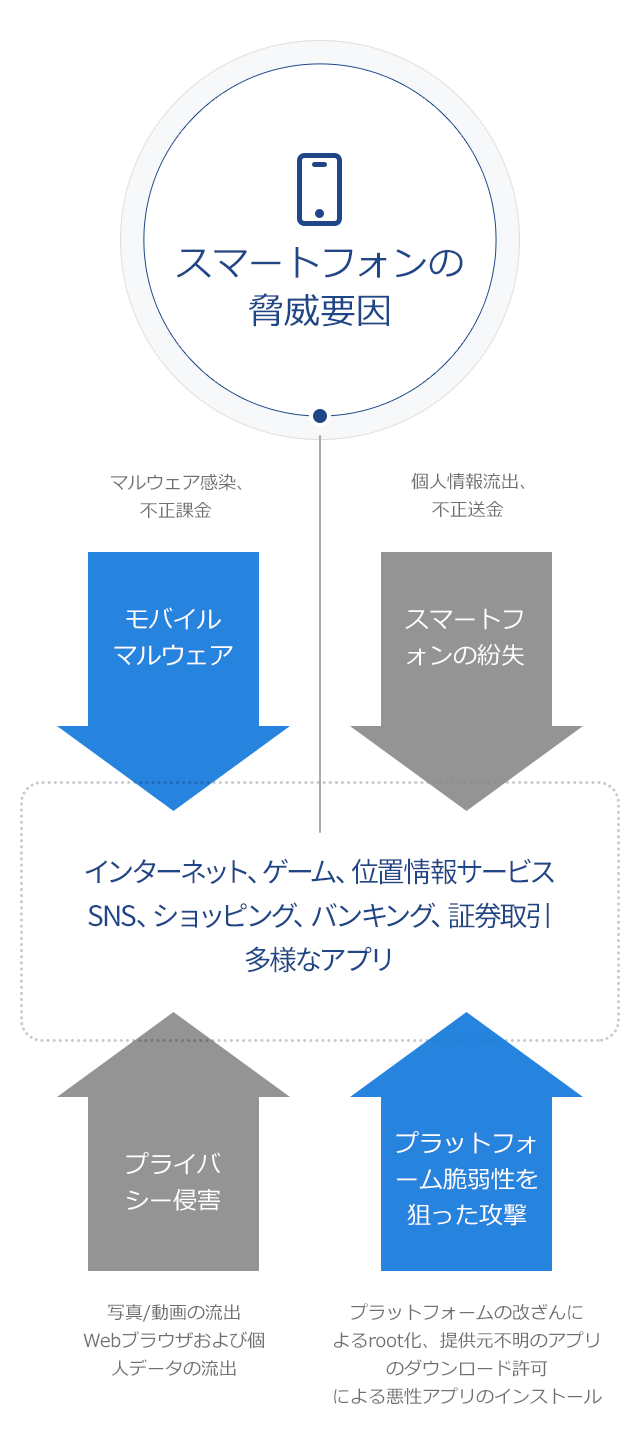 スマートフォンの
脅威要因
マルウェア感染、
不正課金
個人情報流出、
不正送金
モバイル
マルウェア
スマートフ
ォンの紛失
インターネット、ゲーム、位置情報サービス
SNS、ショッピング、バンキング、証券取引
多様なアプリ
プライバ
シー侵害
プラットフォ
ーム脆弱性を
狙った攻撃
写真/動画の流出
Webブラウザおよび個
人データの流出
プラットフォームの改ざんに
よるroot化、提供元不明のアプリ
のダウンロード許可
による悪性アプリのインストール